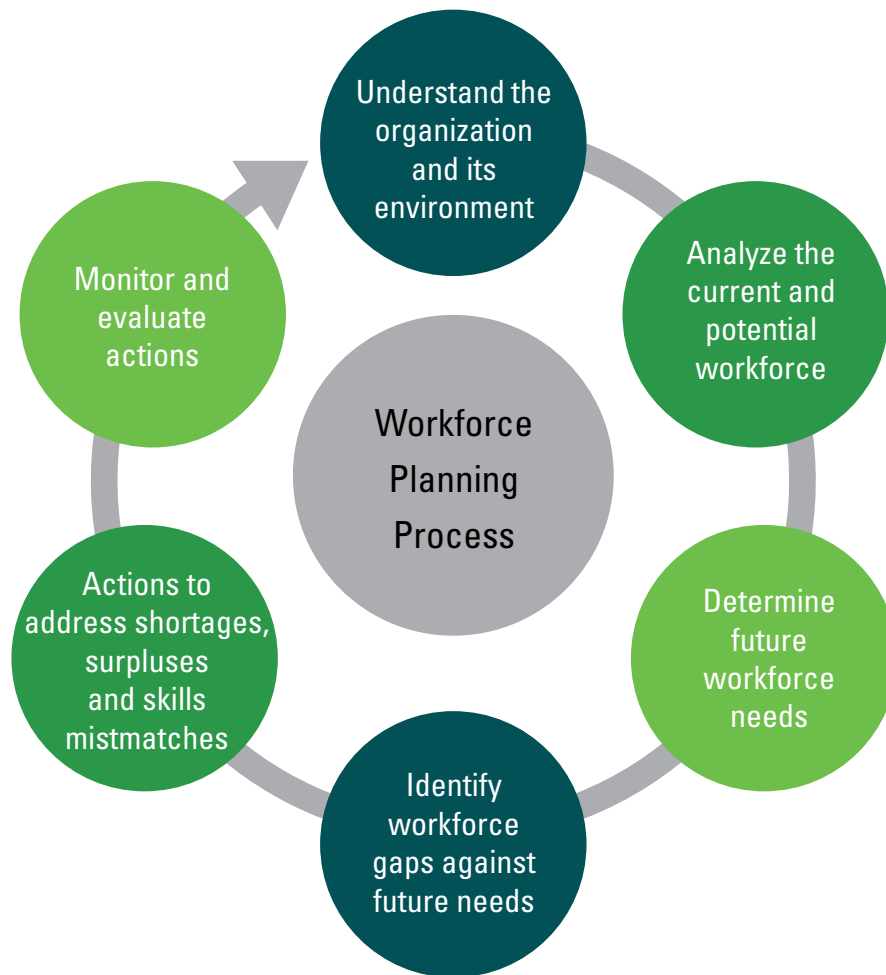 Understand the
organization
and its
environment
Analyze the
current and
potential
workforce
Determine
future
workforce
needs
Identify
workforce
gaps against
future needs
Actions to
address shortages,
surpluses
and skills
mistmatches
Monitor and
evaluate
actions
Workforce
Planning
Process